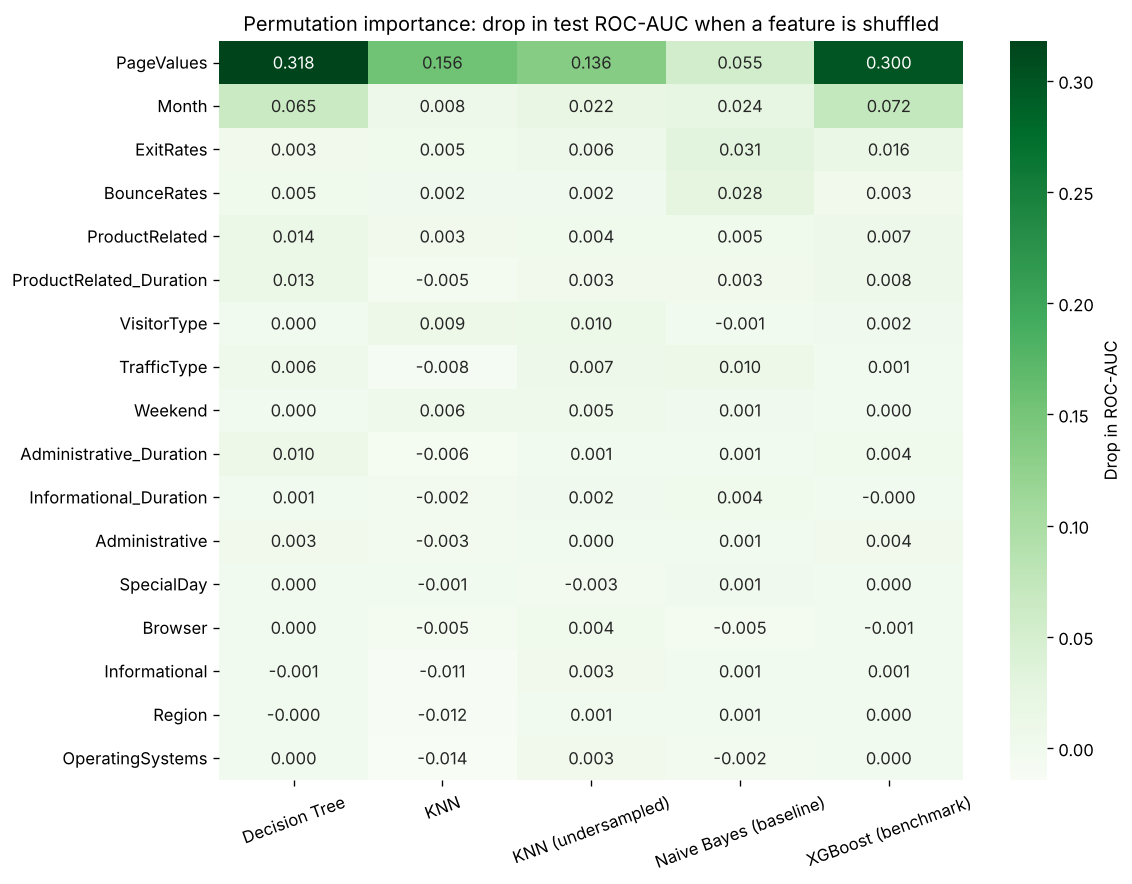 Permutation importance: drop in test ROC-AUC when a feature is shuffled
PageValues 0.318 0.156 0.136 0.055 0.300
Month 0.065 0.008 0.022 0.024 0.072
ExitRates 0.003 0.005 0.006 0.031 0.016
BounceRates 0.005 0.002 0.002 0.028 0.003
ProductRelated 0.014 0.003 0.004 0.005 0.007
ProductRelated_Duration 0.013 -0.005 0.003 0.003 0.008
VisitorType 0.000 0.009 0.010 -0.001 0.002
TrafficType 0.006 -0.008 0.007 0.010 0.001
Weekend 0.000 0.006 0.005 0.001 0.000
Administrative_Duration 0.010 -0.006 0.001 0.001 0.004
Informational_Duration 0.001 -0.002 0.002 0.004 -0.000
Administrative 0.003 -0.003 0.000 0.001 0.004
SpecialDay 0.000 -0.001 -0.003 0.001 0.000
Browser 0.000 -0.005 0.004 -0.005 -0.001
Informational -0.001 -0.011 0.003 0.001 0.001
Region -0.000 -0.012 0.001 0.001 0.000
OperatingSystems 0.000 -0.014 0.003 -0.002 0.000
Decision Tree
KNN
KNN (undersampled)
Naive Bayes (baseline)
XGBoost (benchmark)
0.30
0.25
0.20
0.15
0.10
0.05
0.00
Drop in ROC-AUC